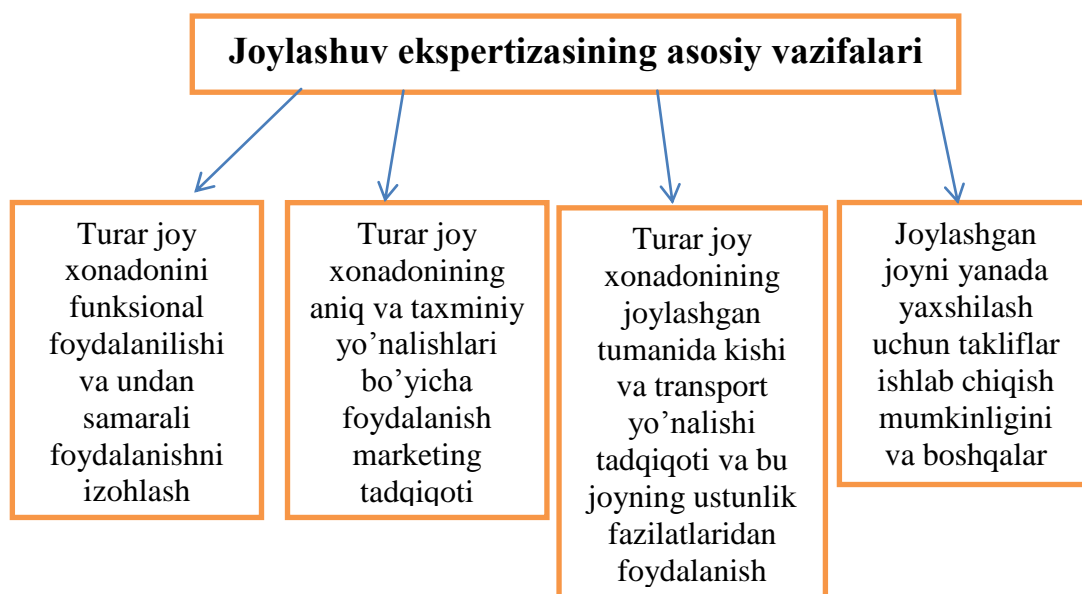 Joylashuv ekspertizasining asosiy vazifalari
Turar joy
xonadonini
funksional
foydalanilishi
va undan
samarali
foydalanishni
izohlash
Turar joy
xonadonining
aniq va taxminiy
yo’nalishlari
bo’yicha
foydalanish
marketing
tadqiqoti
Turar joy
xonadonining
joylashgan
tumanida kishi
va transport
yo’nalishi
tadqiqoti va bu
joyning ustunlik
fazilatlaridan
foydalanish
Joylashgan
joyni yanada
yaxshilash
uchun takliflar
ishlab chiqish
mumkinligini
va boshqalar